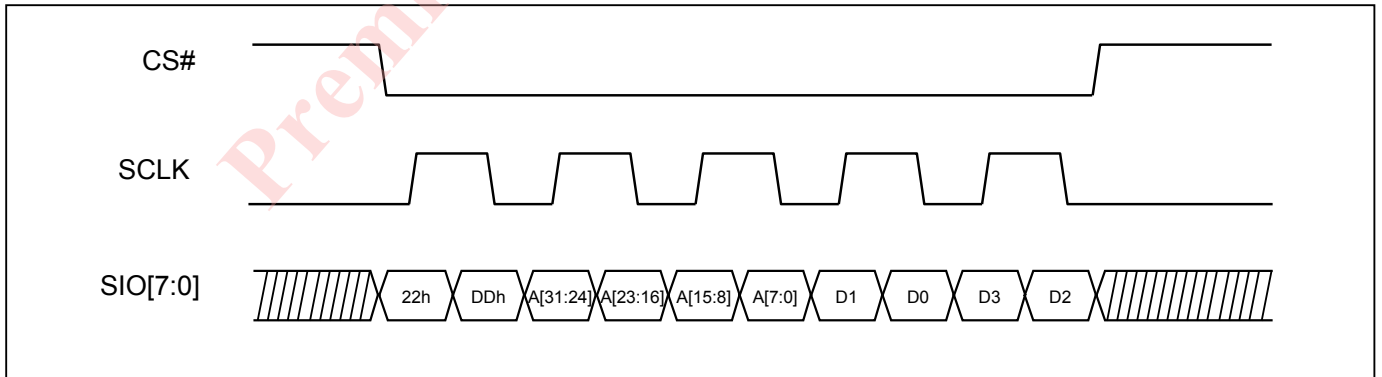 Premi
CS#
SCLK
SIO[7:0]
22h DDh A[31:24] A[23:16] A[15:8] A[7:0] D1 D0 D3 D2